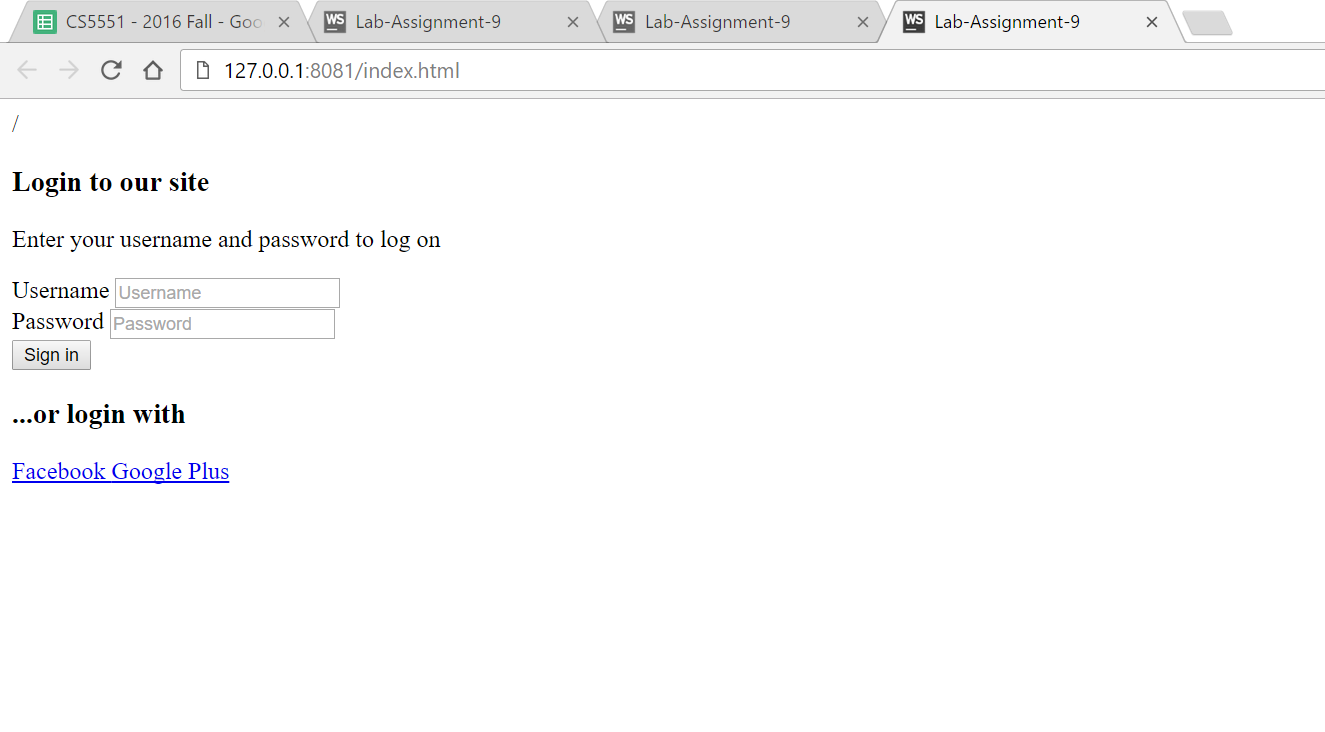 CS5551 - 2016 Fall - Goo
WS Lab-Assignment-9
WS Lab-Assignment-9
WS Lab-Assignment-9
127.0.0.1:8081/index.html
/
Login to our site
Enter your username and password to log on
Username Username
Password Password
Sign in
...or login with
Facebook Google Plus